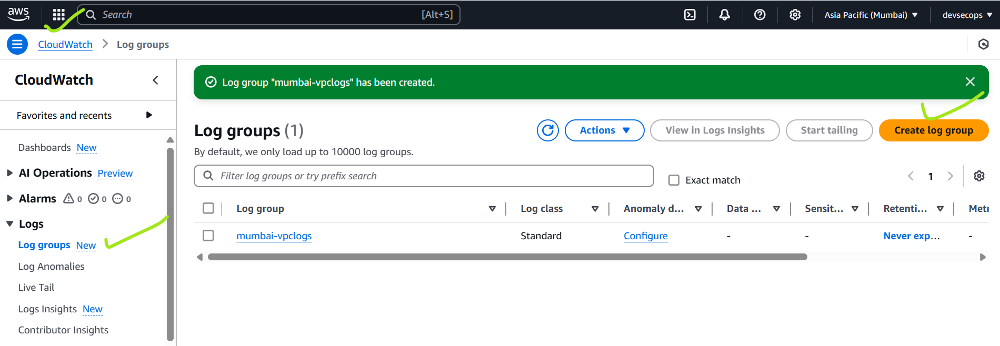 aws
Search [Alt+S]
Asia Pacific (Mumbai)
devsecops
CloudWatch
Log groups
CloudWatch
Favorites and recents
Dashboards New
AI Operations Preview
Alarms 0 0 0
Logs
Log groups New
Log Anomalies
Live Tail
Logs Insights New
Contributor Insights
Log group "mumbai-vpclogs" has been created.
Log groups (1)
Actions
View in Logs Insights
Start tailing
Create log group
By default, we only load up to 10000 log groups.
Filter log groups or try prefix search
Exact match
1
Log group Log class Anomaly d... Data ... Sensit... Retenti... Metr
mumbai-vpclogs Standard Configure - - Never exp... -